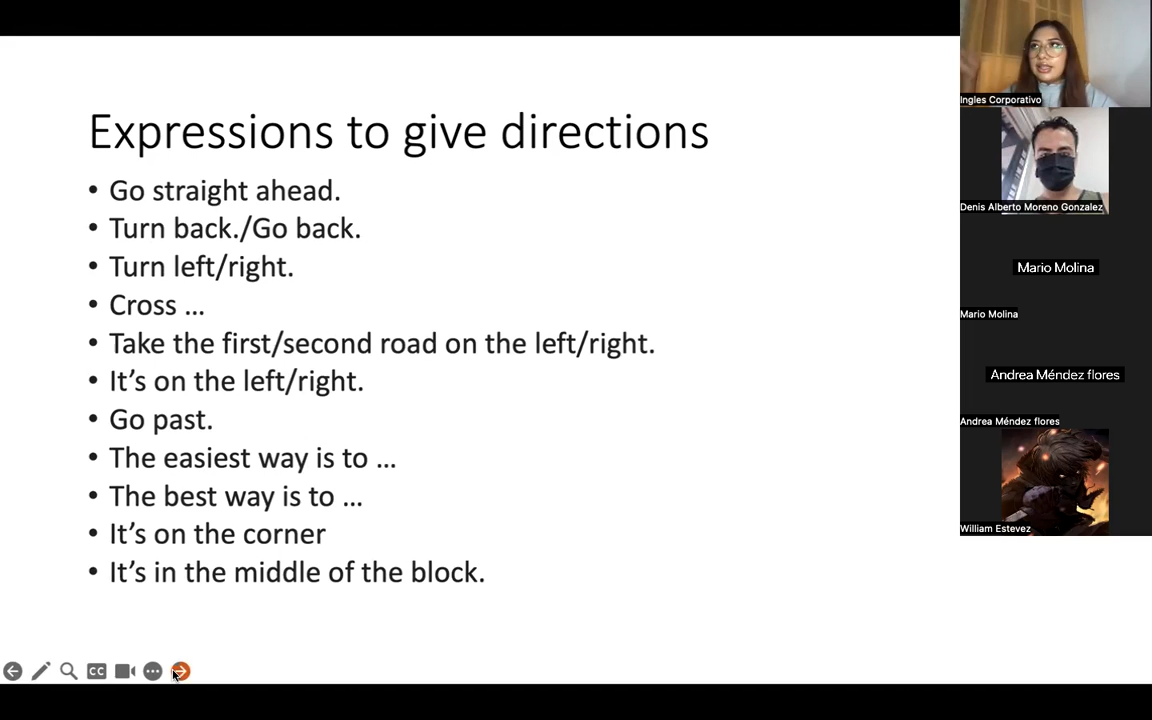 Expressions to give directions
• Go straight ahead.
• Turn back./Go back.
• Turn left/right.
• Cross …
• Take the first/second road on the left/right.
• It’s on the left/right.
• Go past.
• The easiest way is to …
• The best way is to …
• It’s on the corner
• It’s in the middle of the block.
CC
Ingles Corporativo
Denis Alberto Moreno Gonzalez
Mario Molina
Mario Molina
Andrea Méndez flores
Andrea Méndez flores
William Estevez